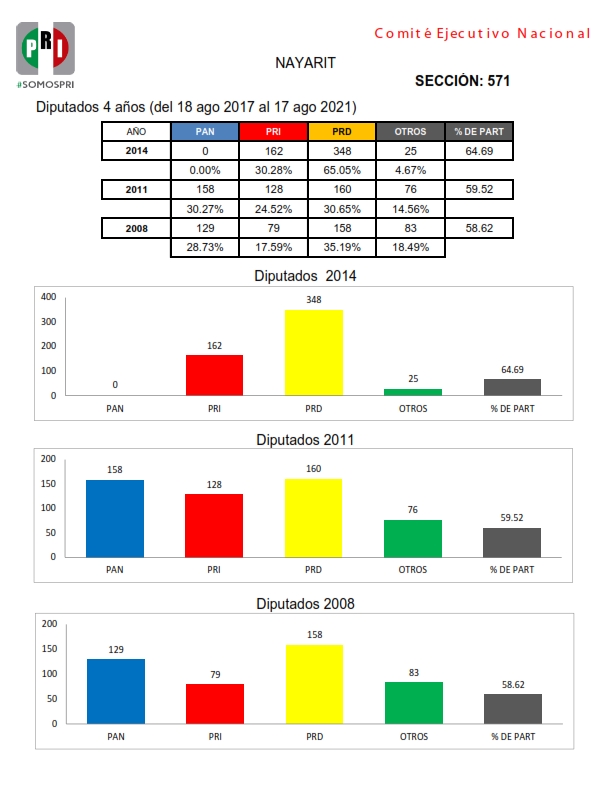 PRI
#SOMOSPRI
Comité Ejecutivo Nacional
NAYARIT
SECCIÓN: 571
Diputados 4 años (del 18 ago 2017 al 17 ago 2021)
AÑO PAN PRI PRD OTROS % DE PART
2014 0 162 348 25 64.69
0.00% 30.28% 65.05% 4.67%
2011 158 128 160 76 59.52
30.27% 24.52% 30.65% 14.56%
2008 129 79 158 83 58.62
28.73% 17.59% 35.19% 18.49%
Diputados 2014
400
300
200
100
0
0 162 348 25 64.69
PAN PRI PRD OTROS % DE PART
Diputados 2011
200
150
100
50
0
158 128 160 76 59.52
PAN PRI PRD OTROS % DE PART
Diputados 2008
200
150
100
50
0
129 79 158 83 58.62
PAN PRI PRD OTROS % DE PART